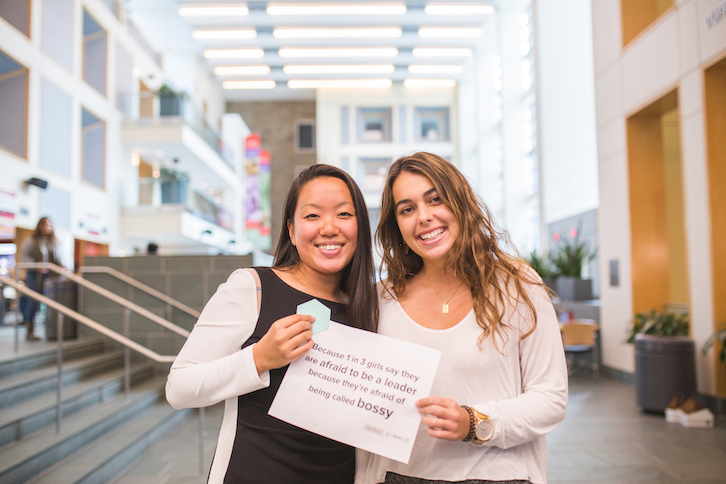 Because 1 in 3 girls say they
are afraid to be a leader
because they're afraid of
being called bossy